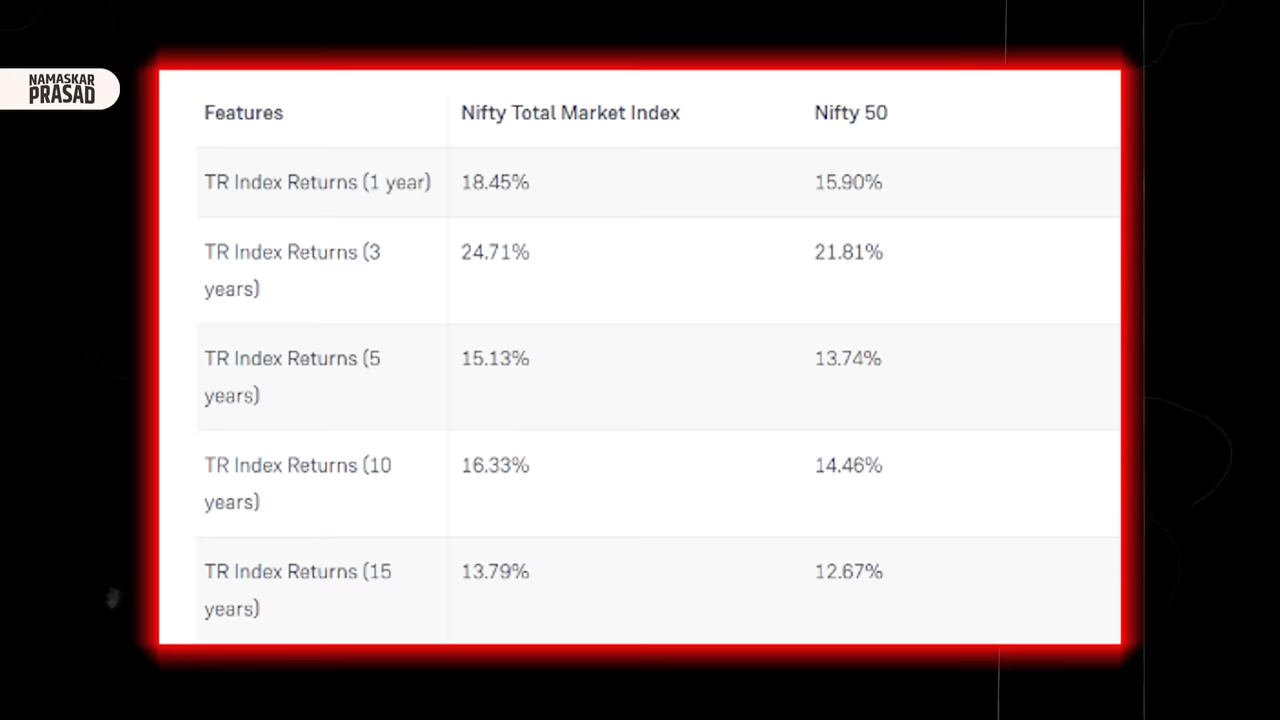 NAMASKAR
PRASAD
Features Nifty Total Market Index Nifty 50
TR Index Returns (1 year) 18.45% 15.90%
TR Index Returns (3 24.71% 21.81%
years)
TR Index Returns (5 15.13% 13.74%
years)
TR Index Returns (10 16.33% 14.46%
years)
TR Index Returns (15 13.79% 12.67%
years)